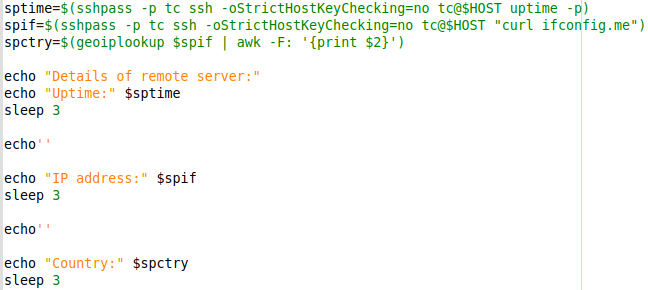 sptime=$(sshpass -p tc ssh -oStrictHostKeyChecking=no tc@$HOST uptime -p)
spif=$(sshpass -p tc ssh -oStrictHostKeyChecking=no tc@$HOST "curl ifconfig.me")
spctry=$(geoiplookup $spif | awk -F: '{print $2}')
echo "Details of remote server:"
echo "Uptime:" $sptime
sleep 3
echo''
echo "IP address:" $spif
sleep 3
echo''
echo "Country:" $spctry
sleep 3